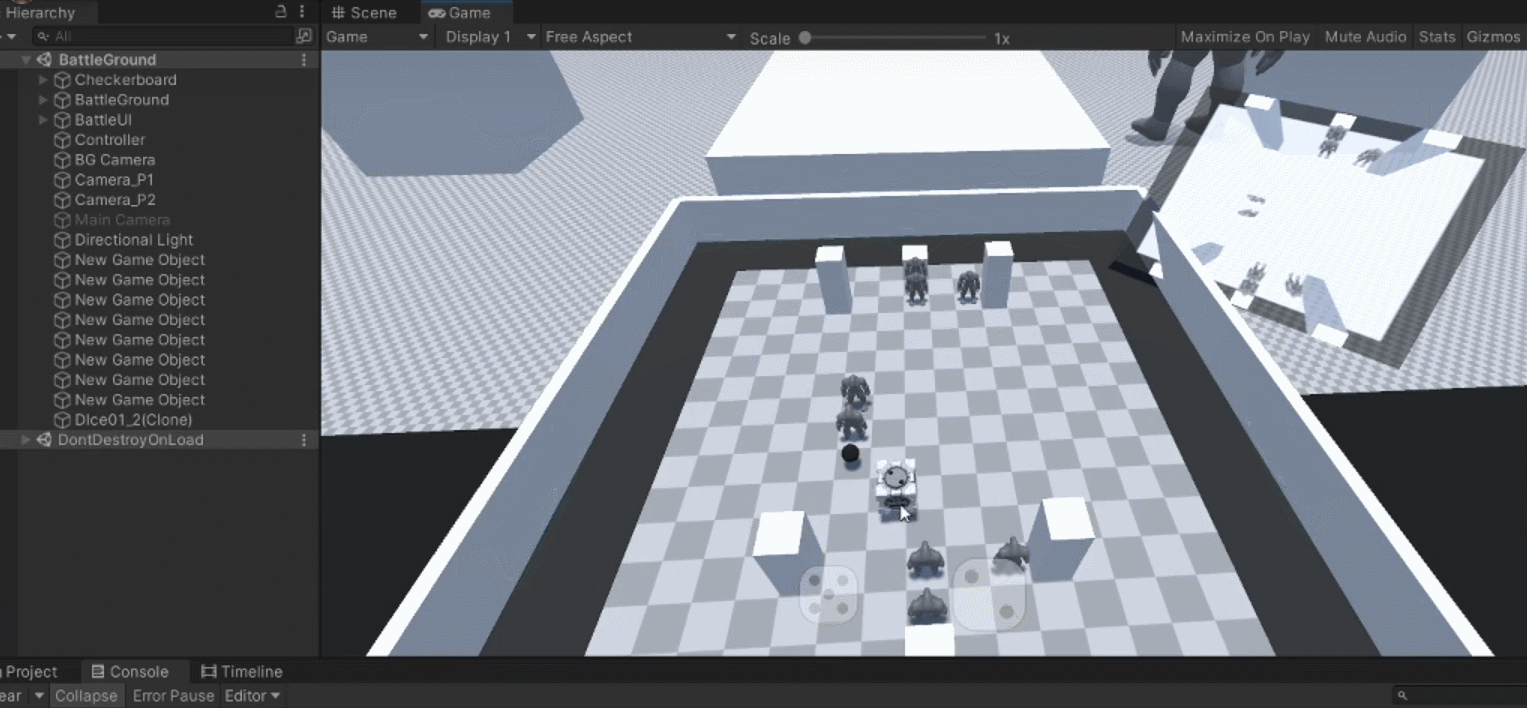 Hierarchy
All
BattleGround
Checkerboard
BattleGround
BattleUI
Controller
BG Camera
Camera_P1
Camera_P2
Main Camera
Directional Light
New Game Object
New Game Object
New Game Object
New Game Object
New Game Object
New Game Object
New Game Object
New Game Object
DIce01_2(Clone)
DontDestroyOnLoad
Scene Game
Game Display 1 Free Aspect Scale 1x Maximize On Play Mute Audio Stats Gizmos
Project Console Timeline
ear Collapse Error Pause Editor